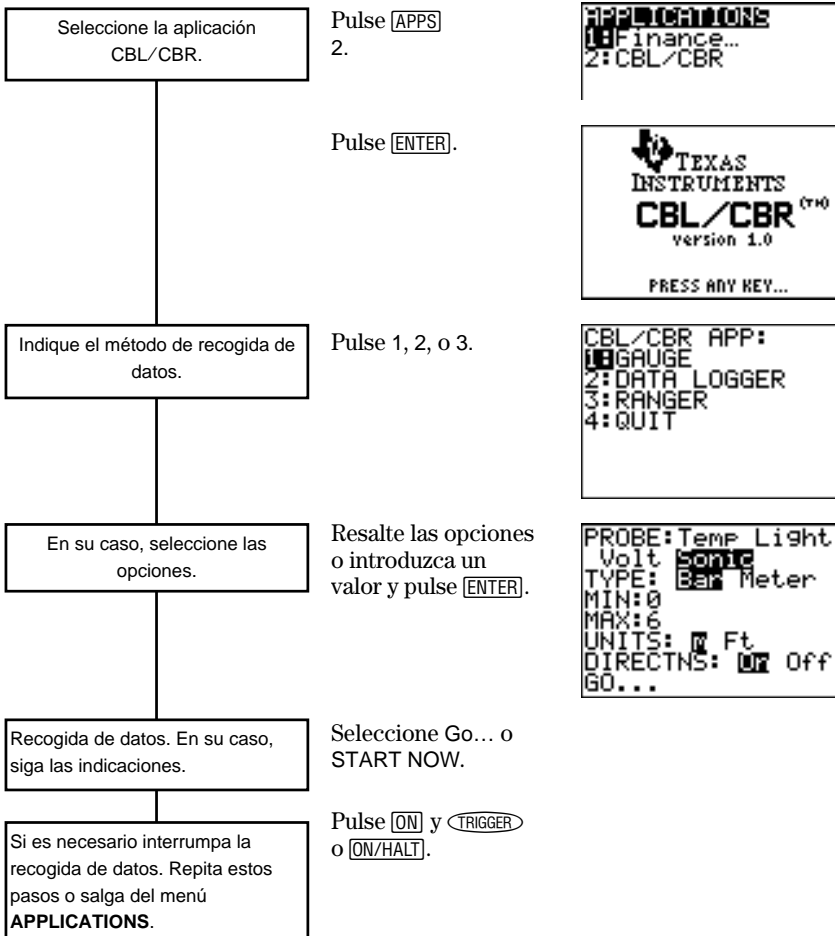 Seleccione la aplicación
CBL/CBR.
Pulse APPS
2.
APPLICATIONS
1:Finance…
2:CBL/CBR
Pulse ENTER.
TEXAS
INSTRUMENTS
CBL/CBR (TM)
version 1.0
PRESS ANY KEY...
Indique el método de recogida de
datos.
Pulse 1, 2, o 3.
CBL/CBR APP:
1:GAUGE
2:DATA LOGGER
3:RANGER
4:QUIT
En su caso, seleccione las
opciones.
Resalte las opciones
o introduzca un
valor y pulse ENTER.
PROBE:Temp Light
Volt Sonic
TYPE: Bar Meter
MIN:0
MAX:6
UNITS: m Ft
DIRECTNS: On Off
GO...
Recogida de datos. En su caso,
siga las indicaciones.
Seleccione Go… o
START NOW.
Si es necesario interrumpa la
recogida de datos. Repita estos
pasos o salga del menú
APPLICATIONS.
Pulse ON y TRIGGER
o ON/HALT.